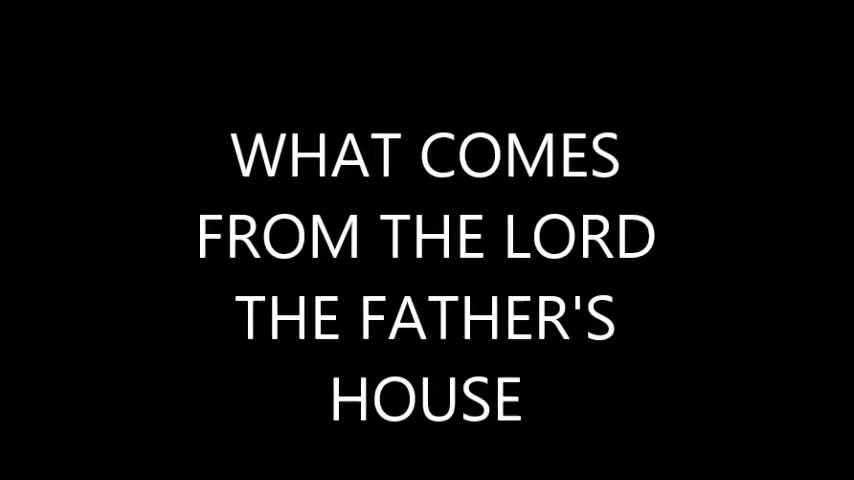 WHAT COMES
FROM THE LORD
THE FATHER'S
HOUSE